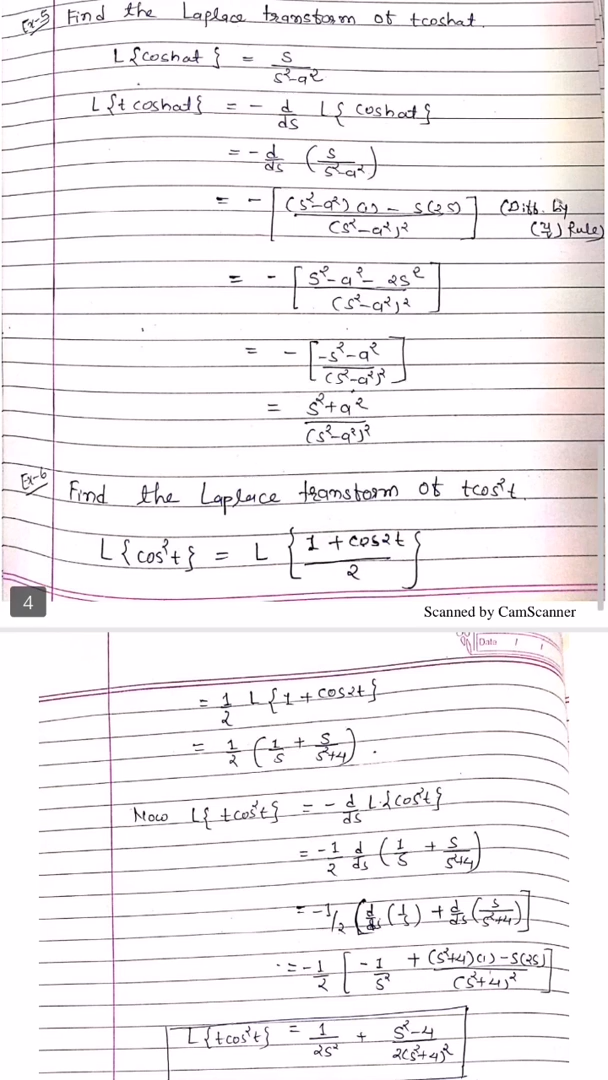 Ex-5 Find the Laplace transtorm of tcoshat.
L{coshat} = s/(s²-a²)
L{t coshat} = - d/ds L{coshat}
= - d/ds (s/(s²-a²))
= - [((s²-a²)(1) - s(2s))/(s²-a²)²] (Diff. by (u/v) Rule)
= - [(s²-a²-2s²)/(s²-a²)²]
= - [(-s²-a²)/(s²-a²)²]
= (s²+a²)/(s²-a²)²
Ex-6 Find the Laplace transtorm of tcos²t.
L{cos²t} = L {(1+cos2t)/2}
4
Scanned by CamScanner
Date / /
= 1/2 L{1+cos2t}
= 1/2 (1/s + s/(s²+4)).
Now L{tcos²t} = - d/ds L{cos²t}
= -1/2 d/ds (1/s + s/(s²+4))
= -1/2 [d/ds (1/s) + d/ds (s/(s²+4))]
= -1/2 [-1/s² + ((s²+4)(1)-s(2s))/(s²+4)²]
L{tcos²t} = 1/2s² + (s²-4)/2(s²+4)²